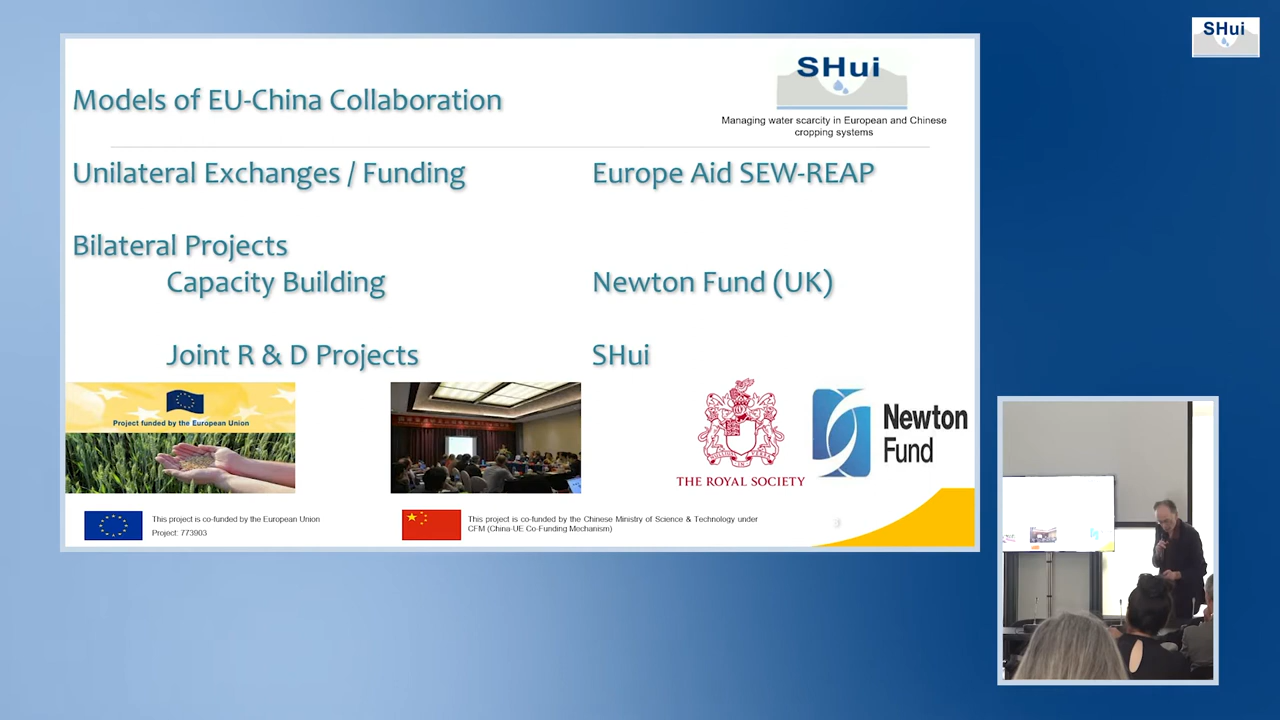 SHui
SHui
Managing water scarcity in European and Chinese
cropping systems
Models of EU-China Collaboration
Unilateral Exchanges / Funding
Europe Aid SEW-REAP
Bilateral Projects
Capacity Building
Newton Fund (UK)
Joint R & D Projects
SHui
Project funded by the European Union
THE ROYAL SOCIETY
Newton
Fund
This project is co-funded by the European Union
Project: 773903
This project is co-funded by the Chinese Ministry of Science & Technology under
CFM (China-UE Co-Funding Mechanism)